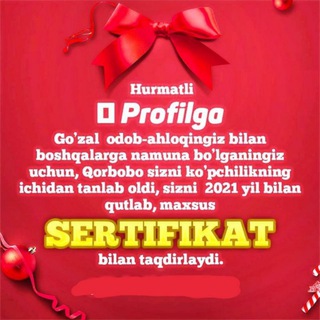 Hurmatli
Profilga
Go'zal odob-ahloqingiz bilan
boshqalarga namuna bo'lganingiz
uchun, Qorbobo sizni ko'pchilikning
ichidan tanlab oldi, sizni 2021 yil bilan
qutlab, maxsus
SERTIFIKAT
bilan taqdirlaydi.